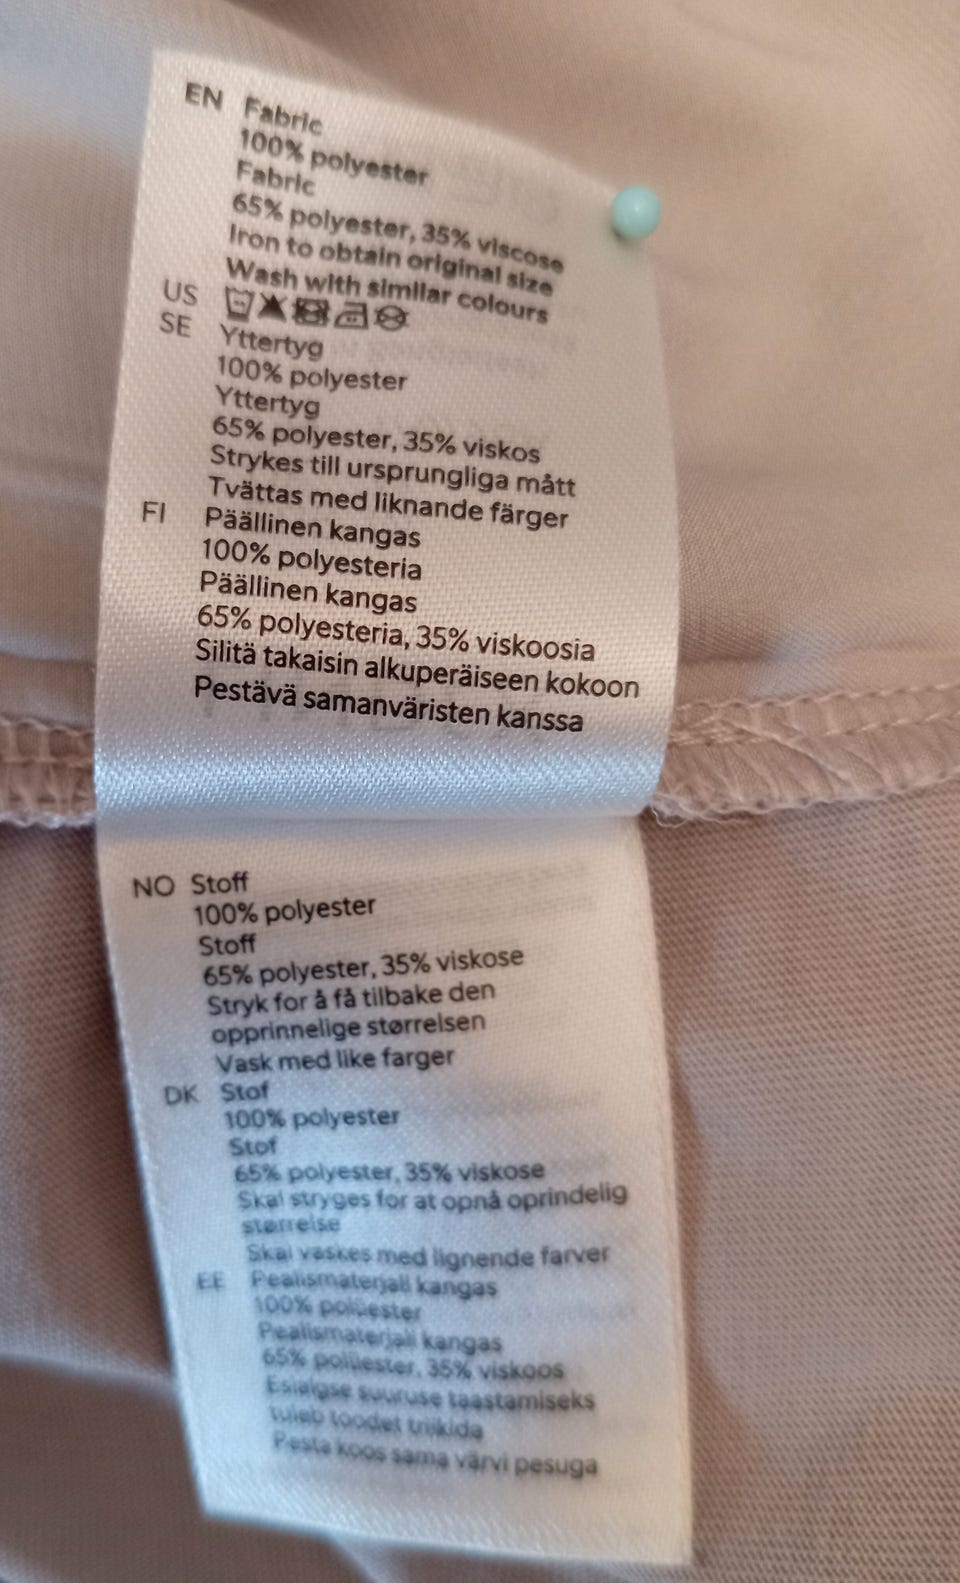 EN Fabric
100% polyester
Fabric
65% polyester, 35% viscose
Iron to obtain original size
Wash with similar colours
US
SE Yttertyg
100% polyester
Yttertyg
65% polyester, 35% viskos
Strykes till ursprungliga mått
Tvättas med liknande färger
FI Päällinen kangas
100% polyesteria
Päällinen kangas
65% polyesteria, 35% viskoosia
Silitä takaisin alkuperäiseen kokoon
Pestävä samanväristen kanssa
NO Stoff
100% polyester
Stoff
65% polyester, 35% viskose
Stryk for å få tilbake den
opprinnelige størrelsen
Vask med like farger
DK Stof
100% polyester
Stof
65% polyester, 35% viskose
Skal stryges for at opnå oprindelig
størrelse
Skal vaskes med lignende farver
EE Pealismaterjali kangas
100% polüester
Pealismaterjali kangas
65% polüester, 35% viskoos
Esialgse suuruse taastamiseks
tuleb toodet triikida
Pesta koos sama värvi pesuga